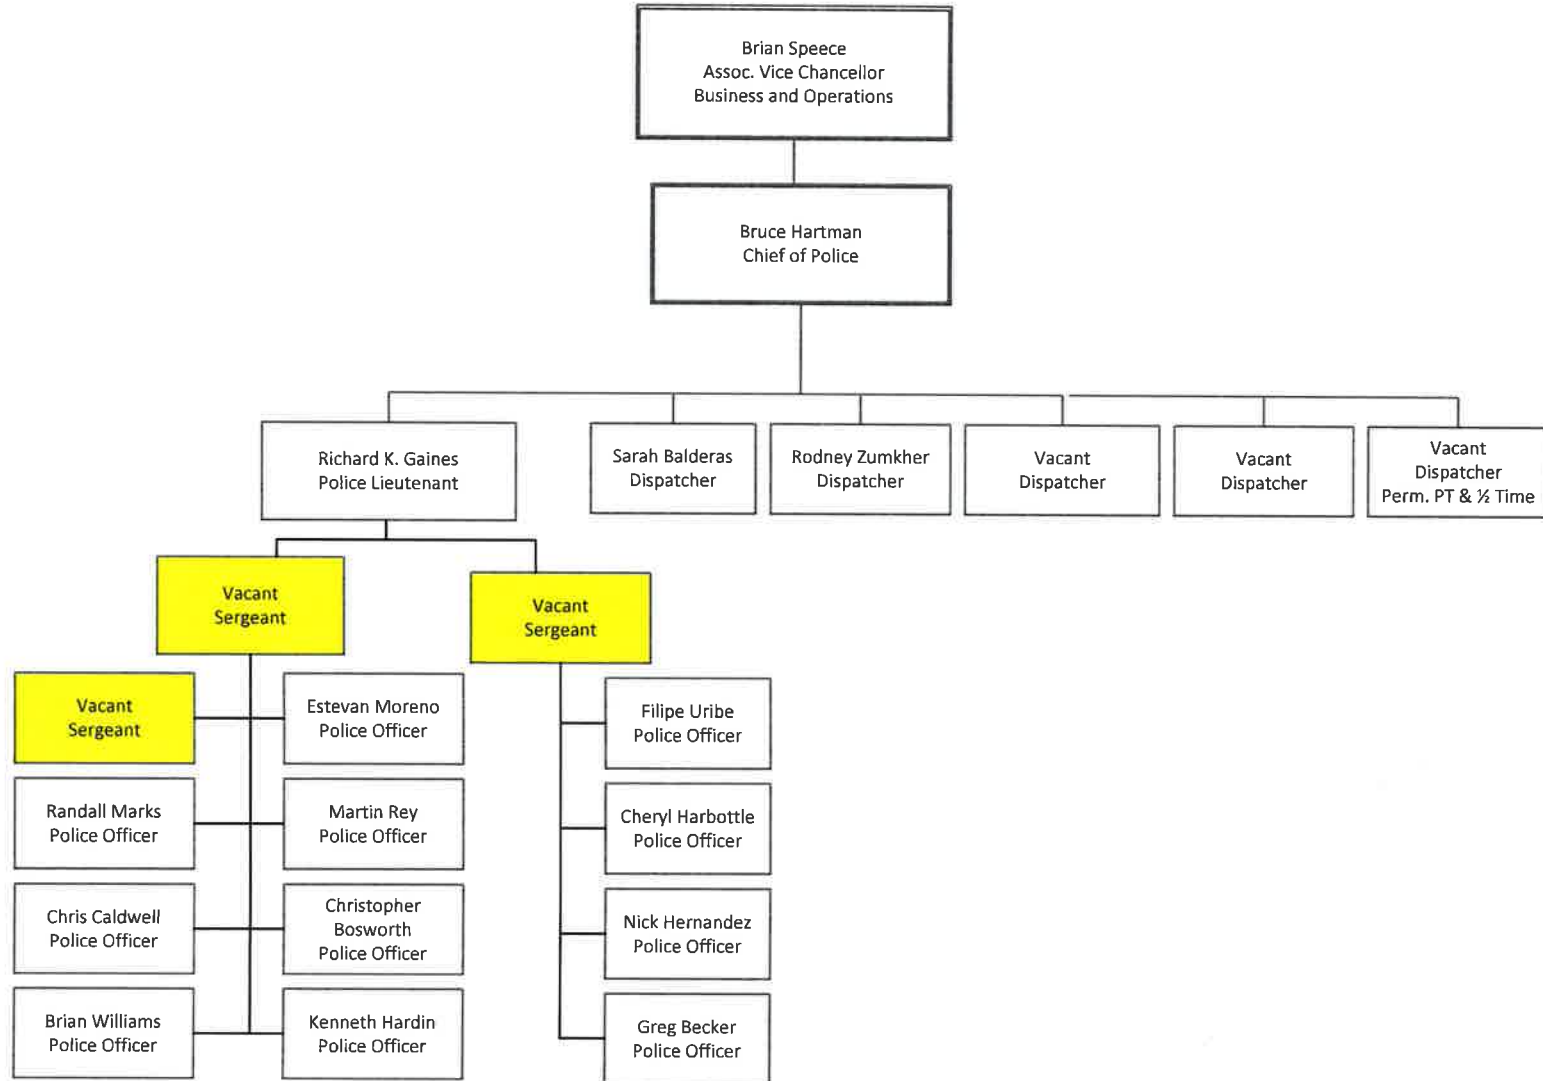 Brian Speece
Assoc. Vice Chancellor
Business and Operations
Bruce Hartman
Chief of Police
Richard K. Gaines
Police Lieutenant
Sarah Balderas
Dispatcher
Rodney Zumkher
Dispatcher
Vacant
Dispatcher
Vacant
Dispatcher
Vacant
Dispatcher
Perm. PT & ½ Time
Vacant
Sergeant
Vacant
Sergeant
Vacant
Sergeant
Estevan Moreno
Police Officer
Filipe Uribe
Police Officer
Randall Marks
Police Officer
Martin Rey
Police Officer
Cheryl Harbottle
Police Officer
Chris Caldwell
Police Officer
Christopher
Bosworth
Police Officer
Nick Hernandez
Police Officer
Brian Williams
Police Officer
Kenneth Hardin
Police Officer
Greg Becker
Police Officer